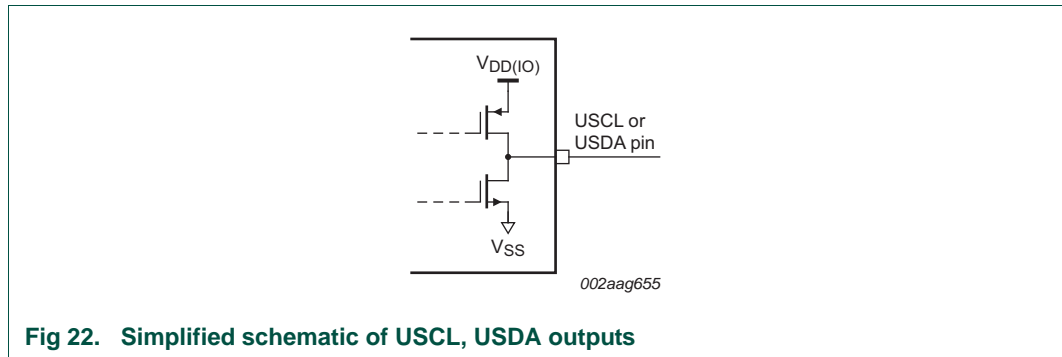 VDD(IO)
USCL or
USDA pin
VSS
002aag655
Fig 22. Simplified schematic of USCL, USDA outputs